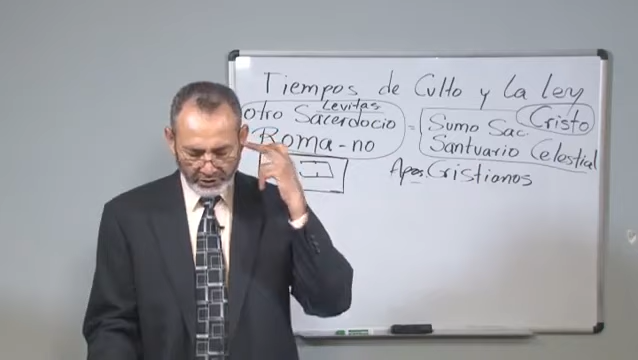 Tiempos de Culto y La Ley
Levitas
otro Sacerdocio
Roma-no
=
Cristo
Sumo Sac.
Santuario Celestial
Apos. Cristianos